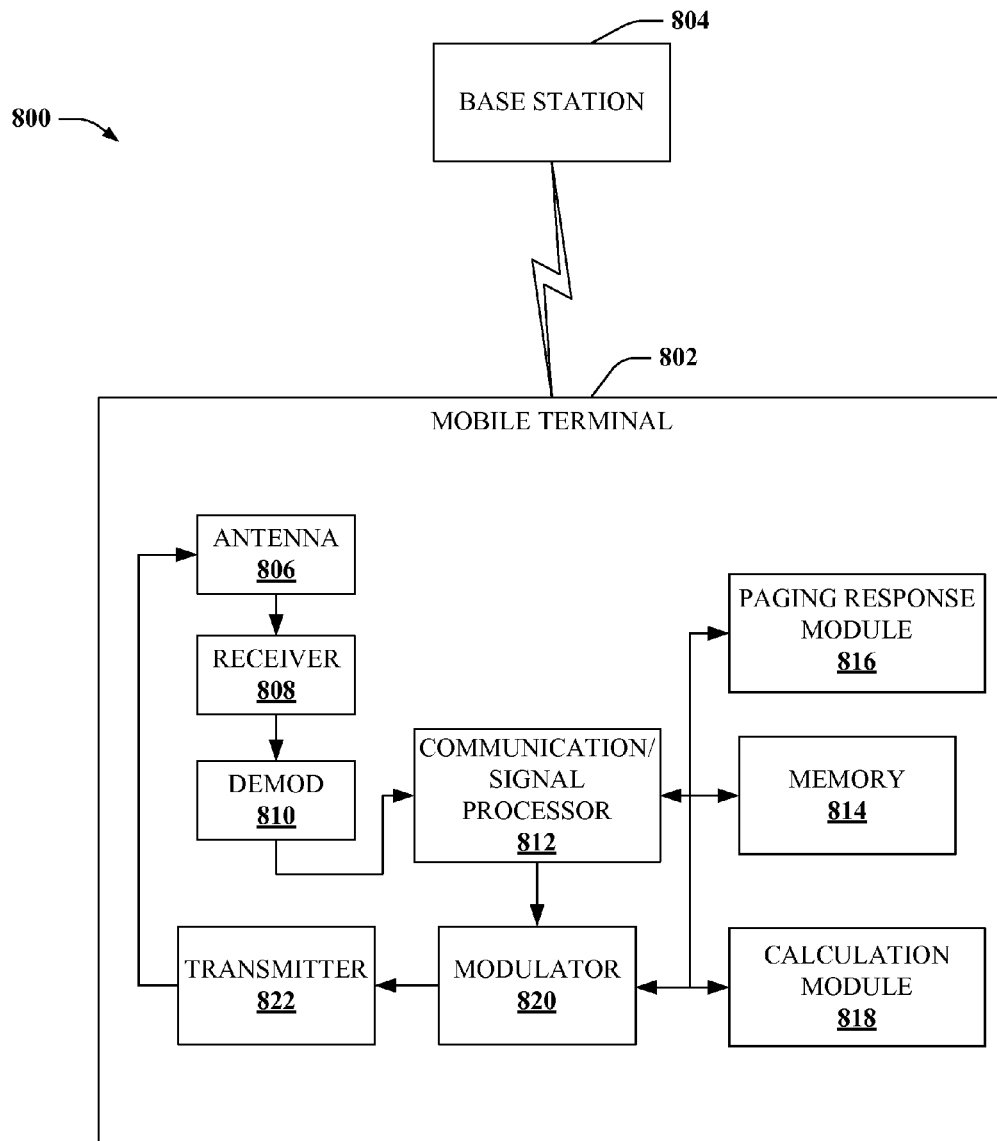 804
BASE STATION
800
802
MOBILE TERMINAL
ANTENNA
806
RECEIVER
808
DEMOD
810
COMMUNICATION/
SIGNAL
PROCESSOR
812
PAGING RESPONSE
MODULE
816
MEMORY
814
TRANSMITTER
822
MODULATOR
820
CALCULATION
MODULE
818